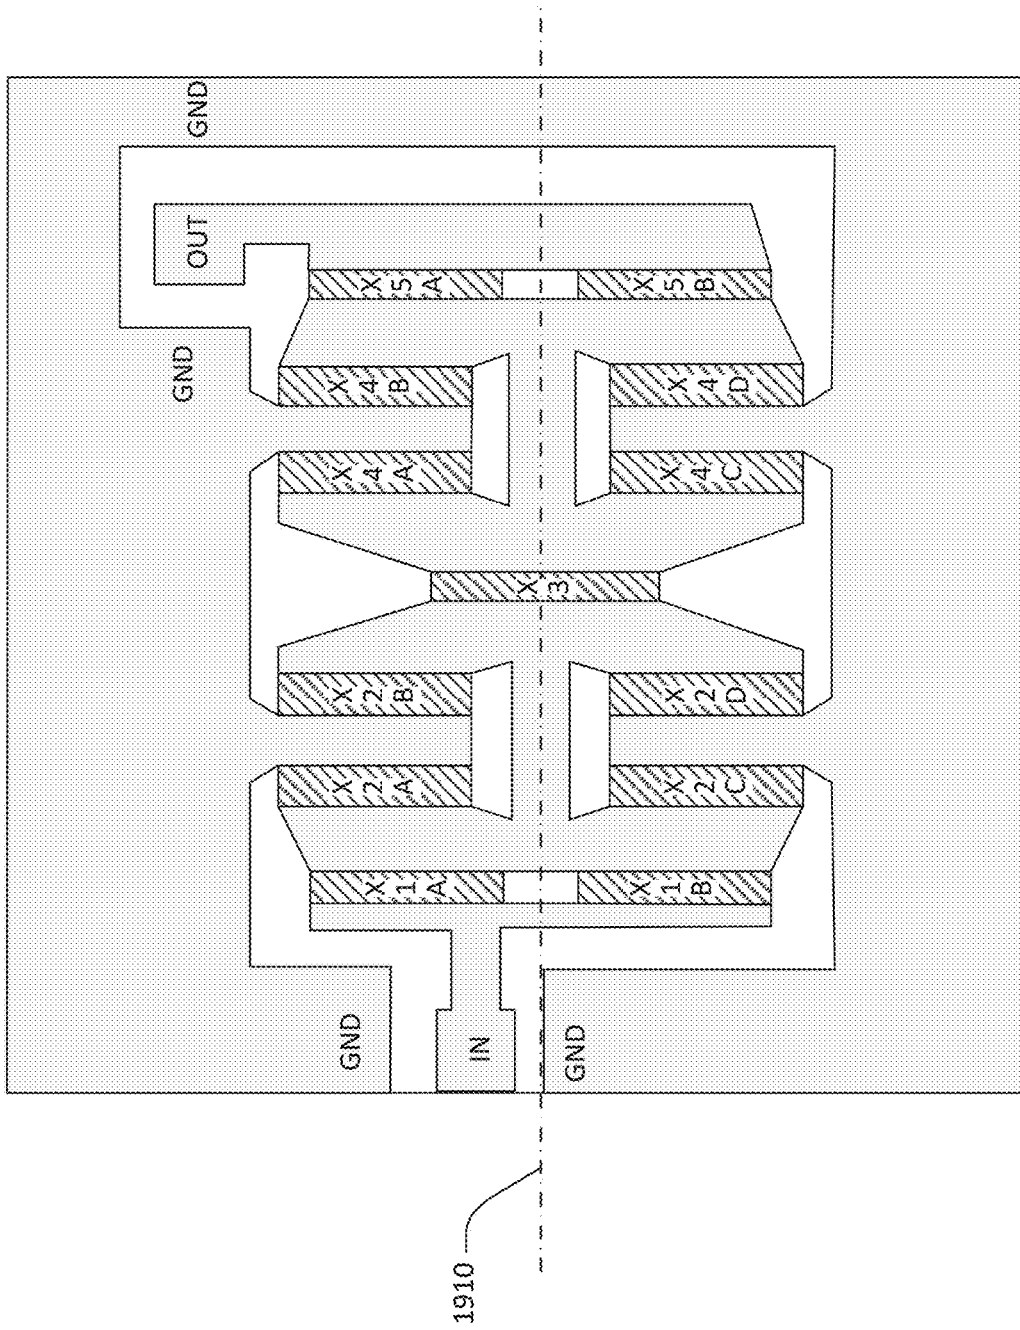 GND
OUT
GND
GND
X1A
X2A
X2B
X4A
X4B
X5A
1910
IN
X3
GND
X1B
X2C
X2D
X4C
X4D
X5B